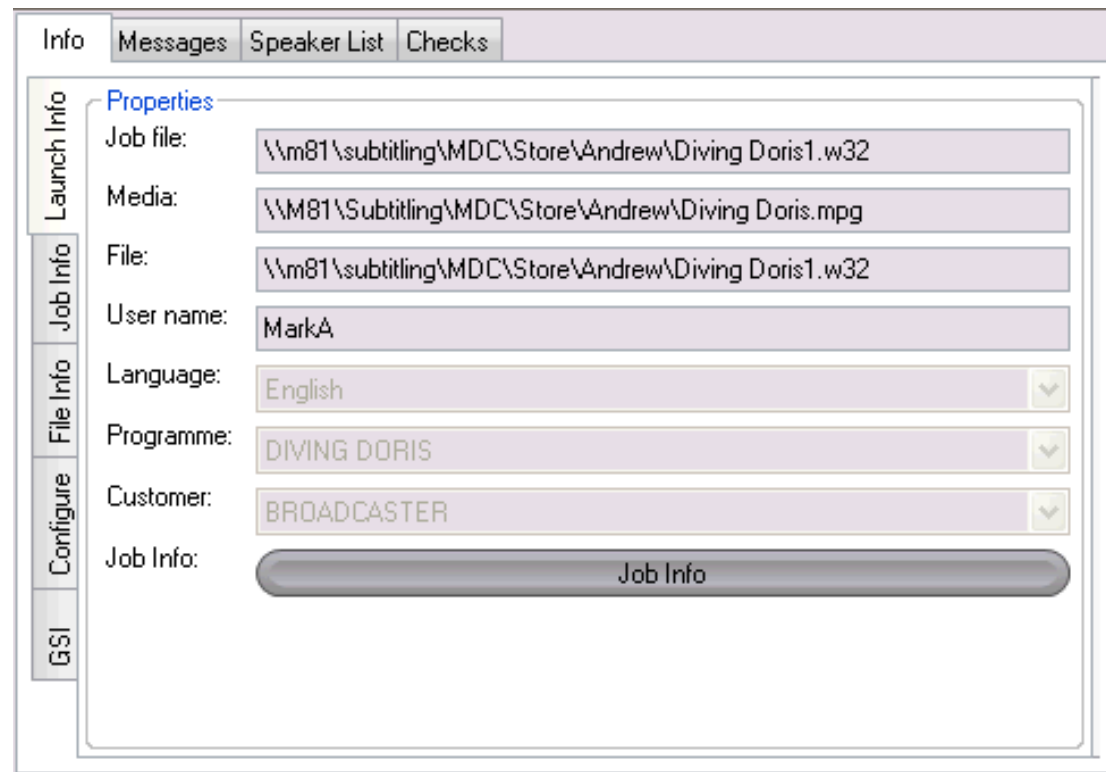 Info Messages Speaker List Checks
Launch Info
Job Info
File Info
Configure
GSI
Properties
Job file: \\m81\subtitling\MDC\Store\Andrew\Diving Doris1.w32
Media: \\M81\Subtitling\MDC\Store\Andrew\Diving Doris.mpg
File: \\m81\subtitling\MDC\Store\Andrew\Diving Doris1.w32
User name: MarkA
Language: English
Programme: DIVING DORIS
Customer: BROADCASTER
Job Info: Job Info